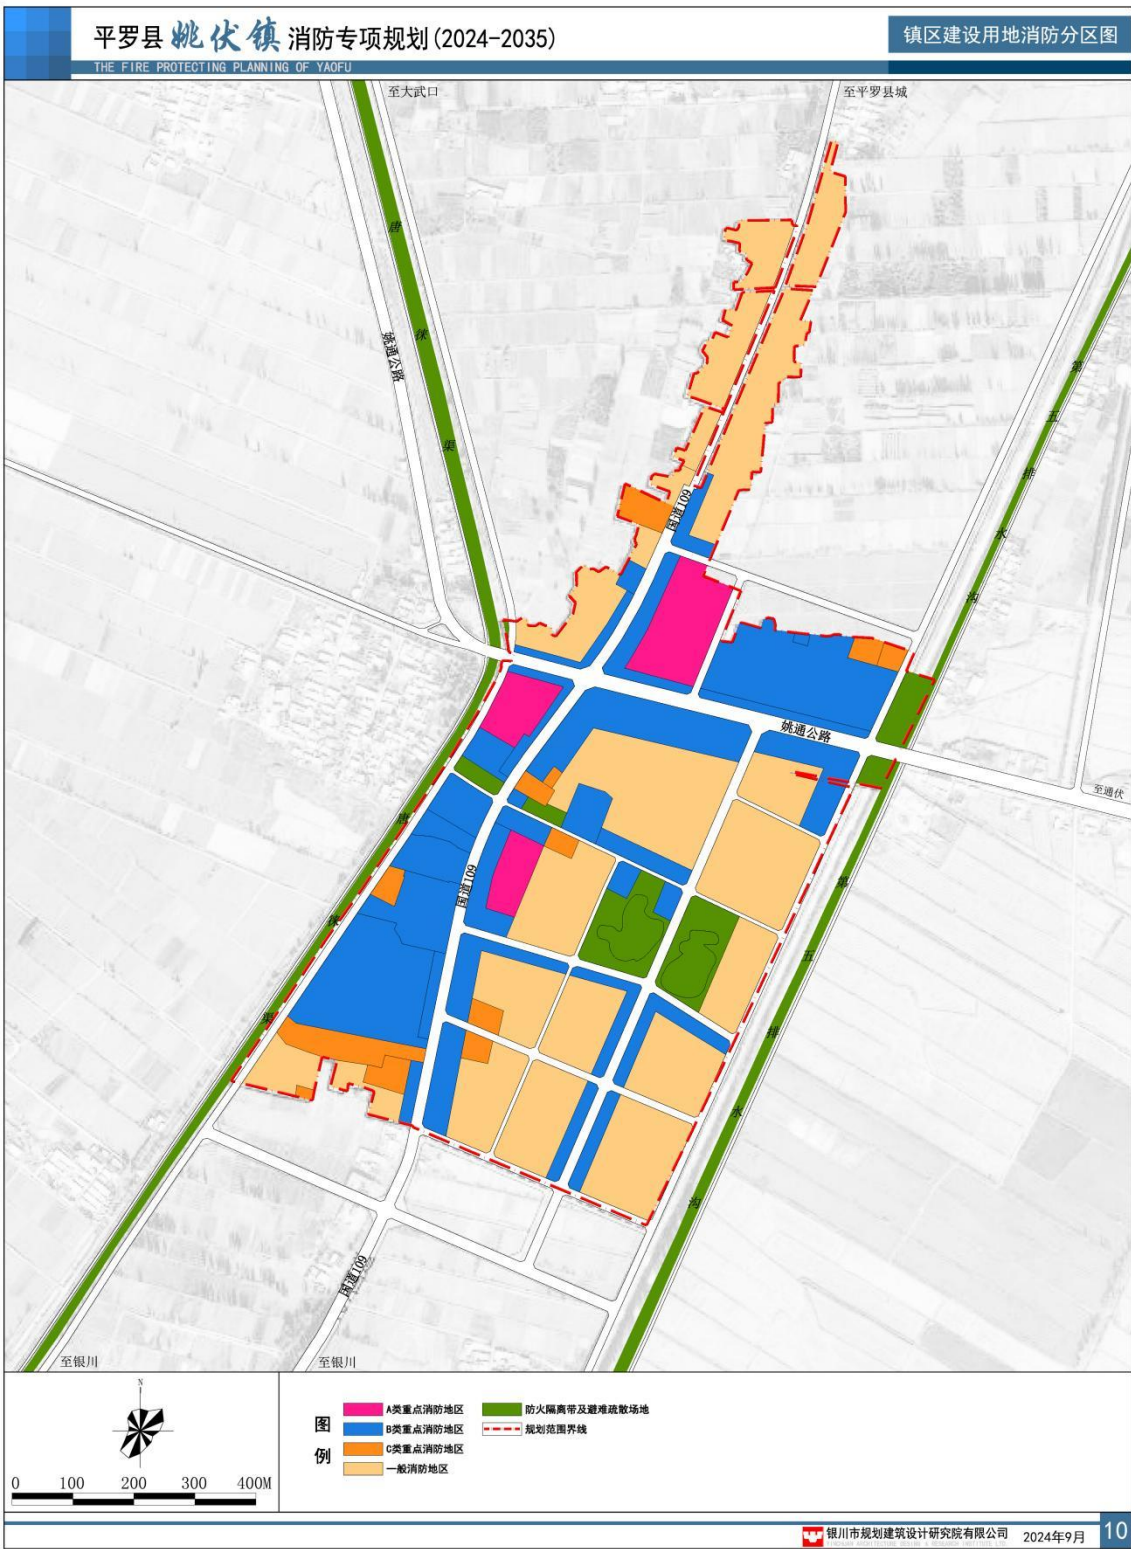 平罗县姚伏镇消防专项规划(2024-2035)
镇区建设用地消防分区图
THE FIRE PROTECTING PLANNING OF YAOFU
至大武口
至平罗县城
唐
徕
渠
姚通公路
第
五
排
水
沟
国道109
姚通公路
至通伏
唐
徕
渠
国道109
第
五
排
水
沟
国道109
至银川
至银川
N
0 100 200 300 400M
图
例
A类重点消防地区
B类重点消防地区
C类重点消防地区
一般消防地区
防火隔离带及避难疏散场地
规划范围界线
银川市规划建筑设计研究院有限公司
2024年9月
10